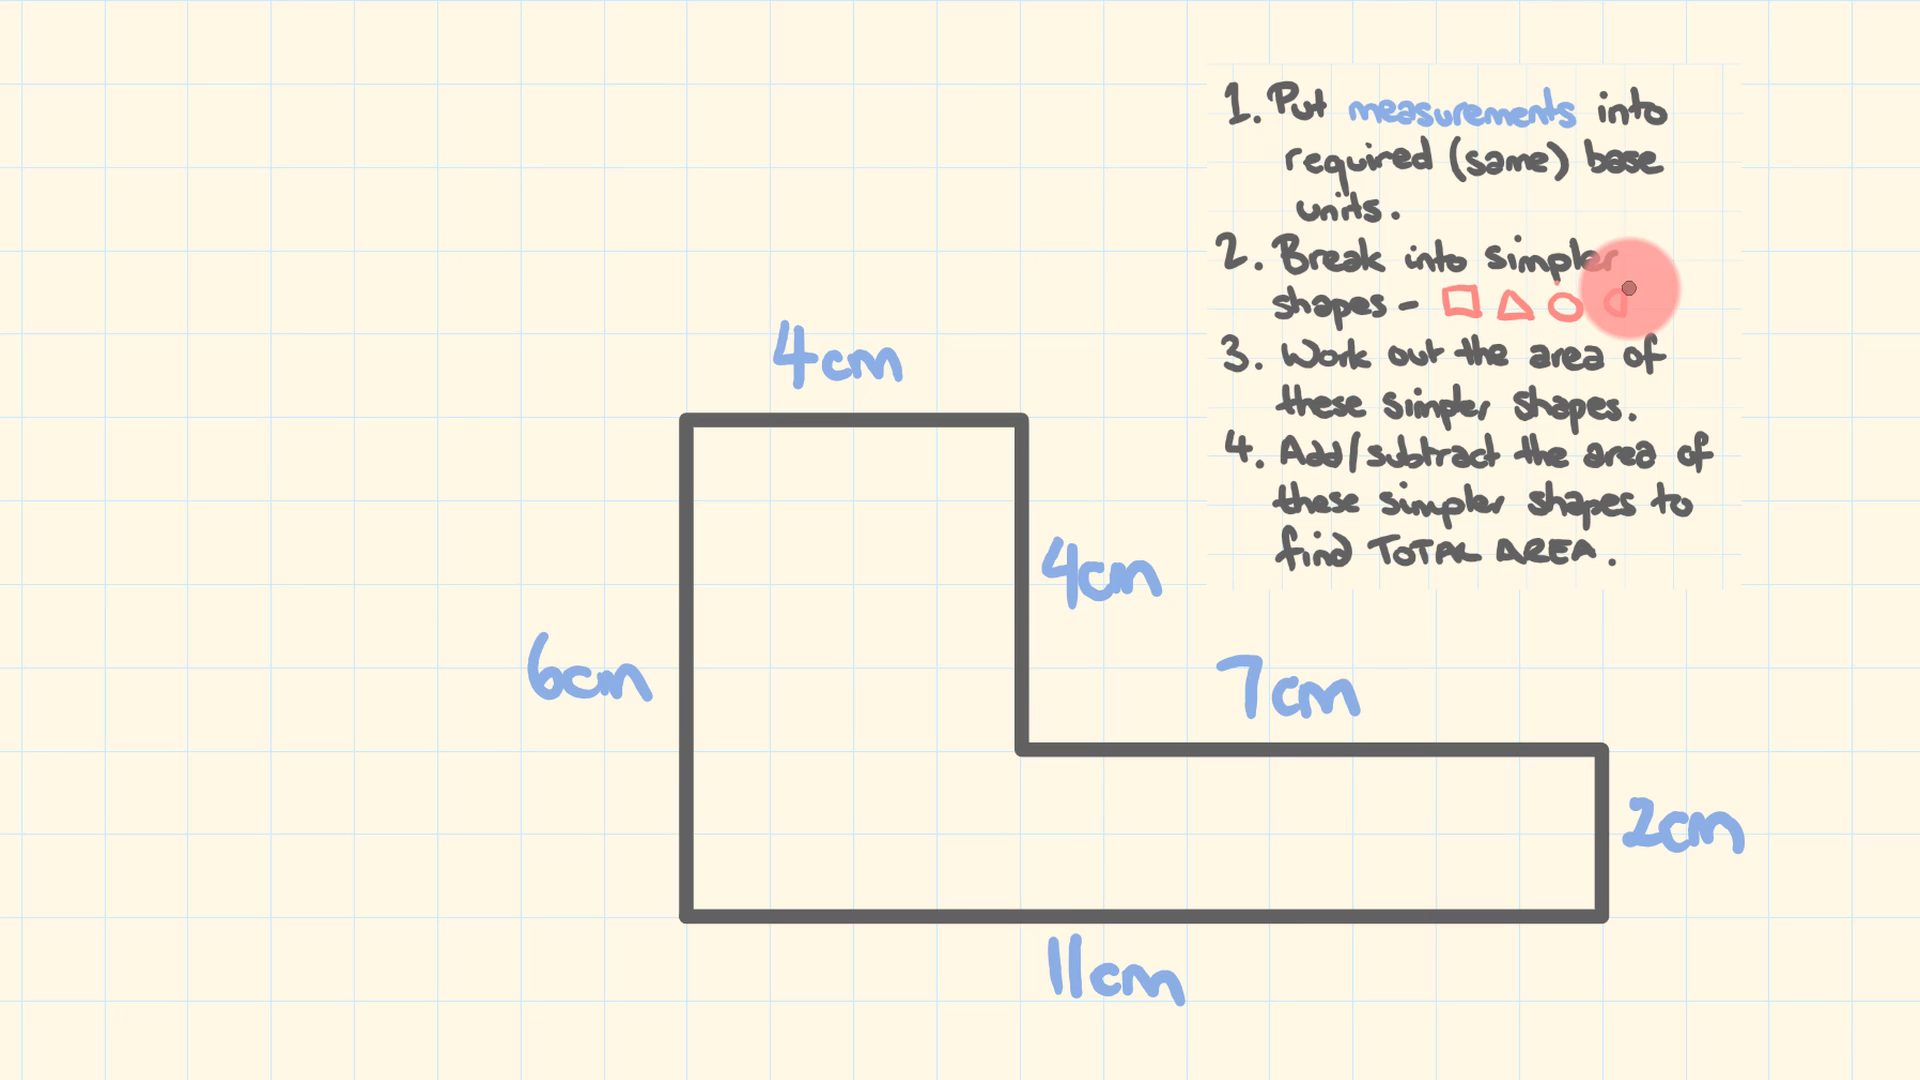 1. Put measurements into
required (same) base
units.
2. Break into simpler
shapes -
3. Work out the area of
these simpler shapes.
4. Add/subtract the area of
these simpler shapes to
find TOTAL AREA.
4cm
4cm
6cm
7cm
2cm
11cm